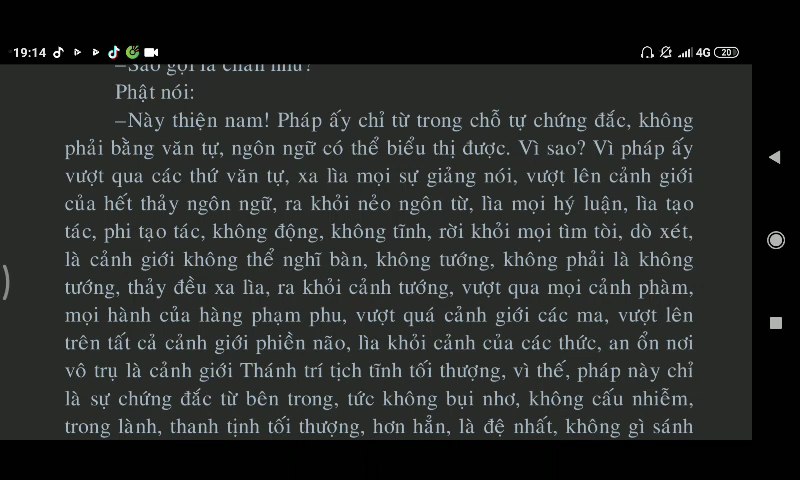 19:14
4G 20
–Sao gọi là chân như?
Phật nói:
–Này thiện nam! Pháp ấy chỉ từ trong chỗ tự chứng đắc, không
phải bằng văn tự, ngôn ngữ có thể biểu thị được. Vì sao? Vì pháp ấy
vượt qua các thứ văn tự, xa lìa mọi sự giảng nói, vượt lên cảnh giới
của hết thảy ngôn ngữ, ra khỏi nẻo ngôn từ, lìa mọi hý luận, lìa tạo
tác, phi tạo tác, không động, không tĩnh, rời khỏi mọi tìm tòi, dò xét,
là cảnh giới không thể nghĩ bàn, không tướng, không phải là không
tướng, thảy đều xa lìa, ra khỏi cảnh tướng, vượt qua mọi cảnh phàm,
mọi hành của hàng phạm phu, vượt quá cảnh giới các ma, vượt lên
trên tất cả cảnh giới phiền não, lìa khỏi cảnh của các thức, an ổn nơi
vô trụ là cảnh giới Thánh trí tịch tĩnh tối thượng, vì thế, pháp này chỉ
là sự chứng đắc từ bên trong, tức không bụi nhơ, không cấu nhiễm,
trong lành, thanh tịnh tối thượng, hơn hẳn, là đệ nhất, không gì sánh